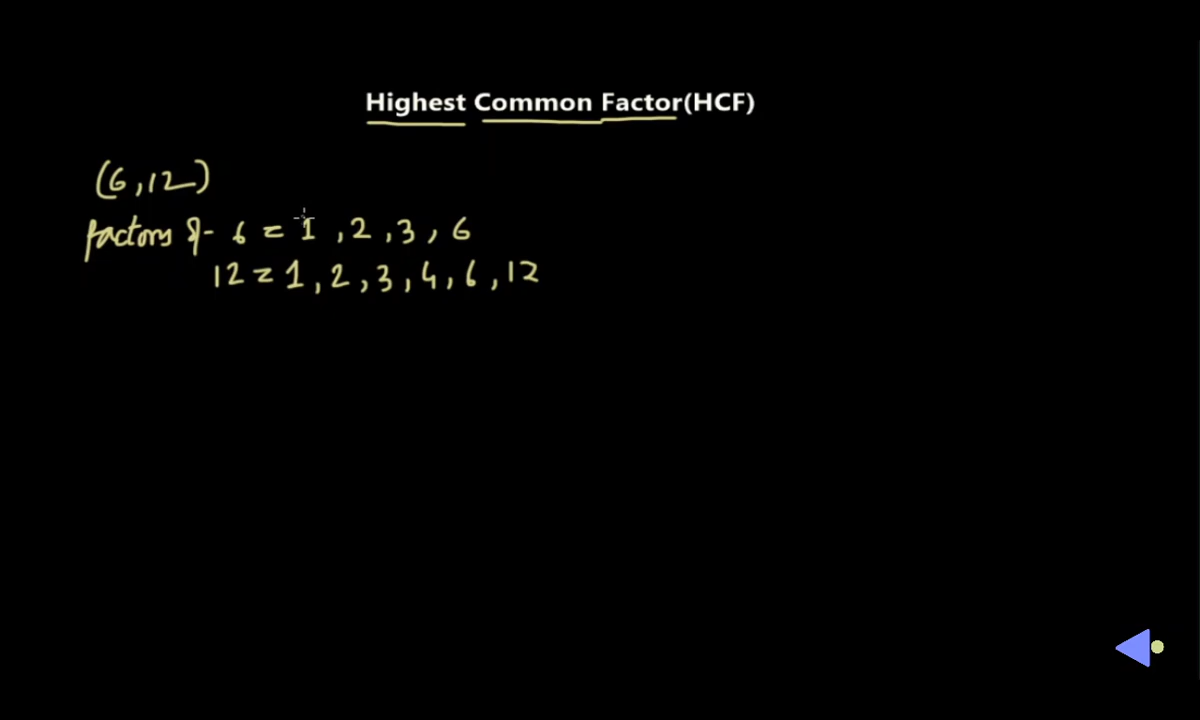 Highest Common Factor(HCF)
(6,12)
factors of 6 = 1 ,2 ,3 , 6
12 = 1, 2 ,3 , 4, 6 , 12